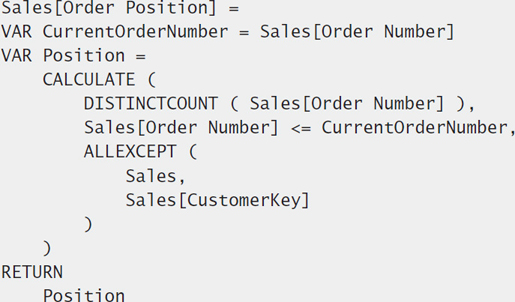 Sales[Order Position] =
VAR CurrentOrderNumber = Sales[Order Number]
VAR Position =
    CALCULATE (
        DISTINCTCOUNT ( Sales[Order Number] ),
        Sales[Order Number] <= CurrentOrderNumber,
        ALLEXCEPT (
            Sales,
            Sales[CustomerKey]
        )
    )
RETURN
    Position